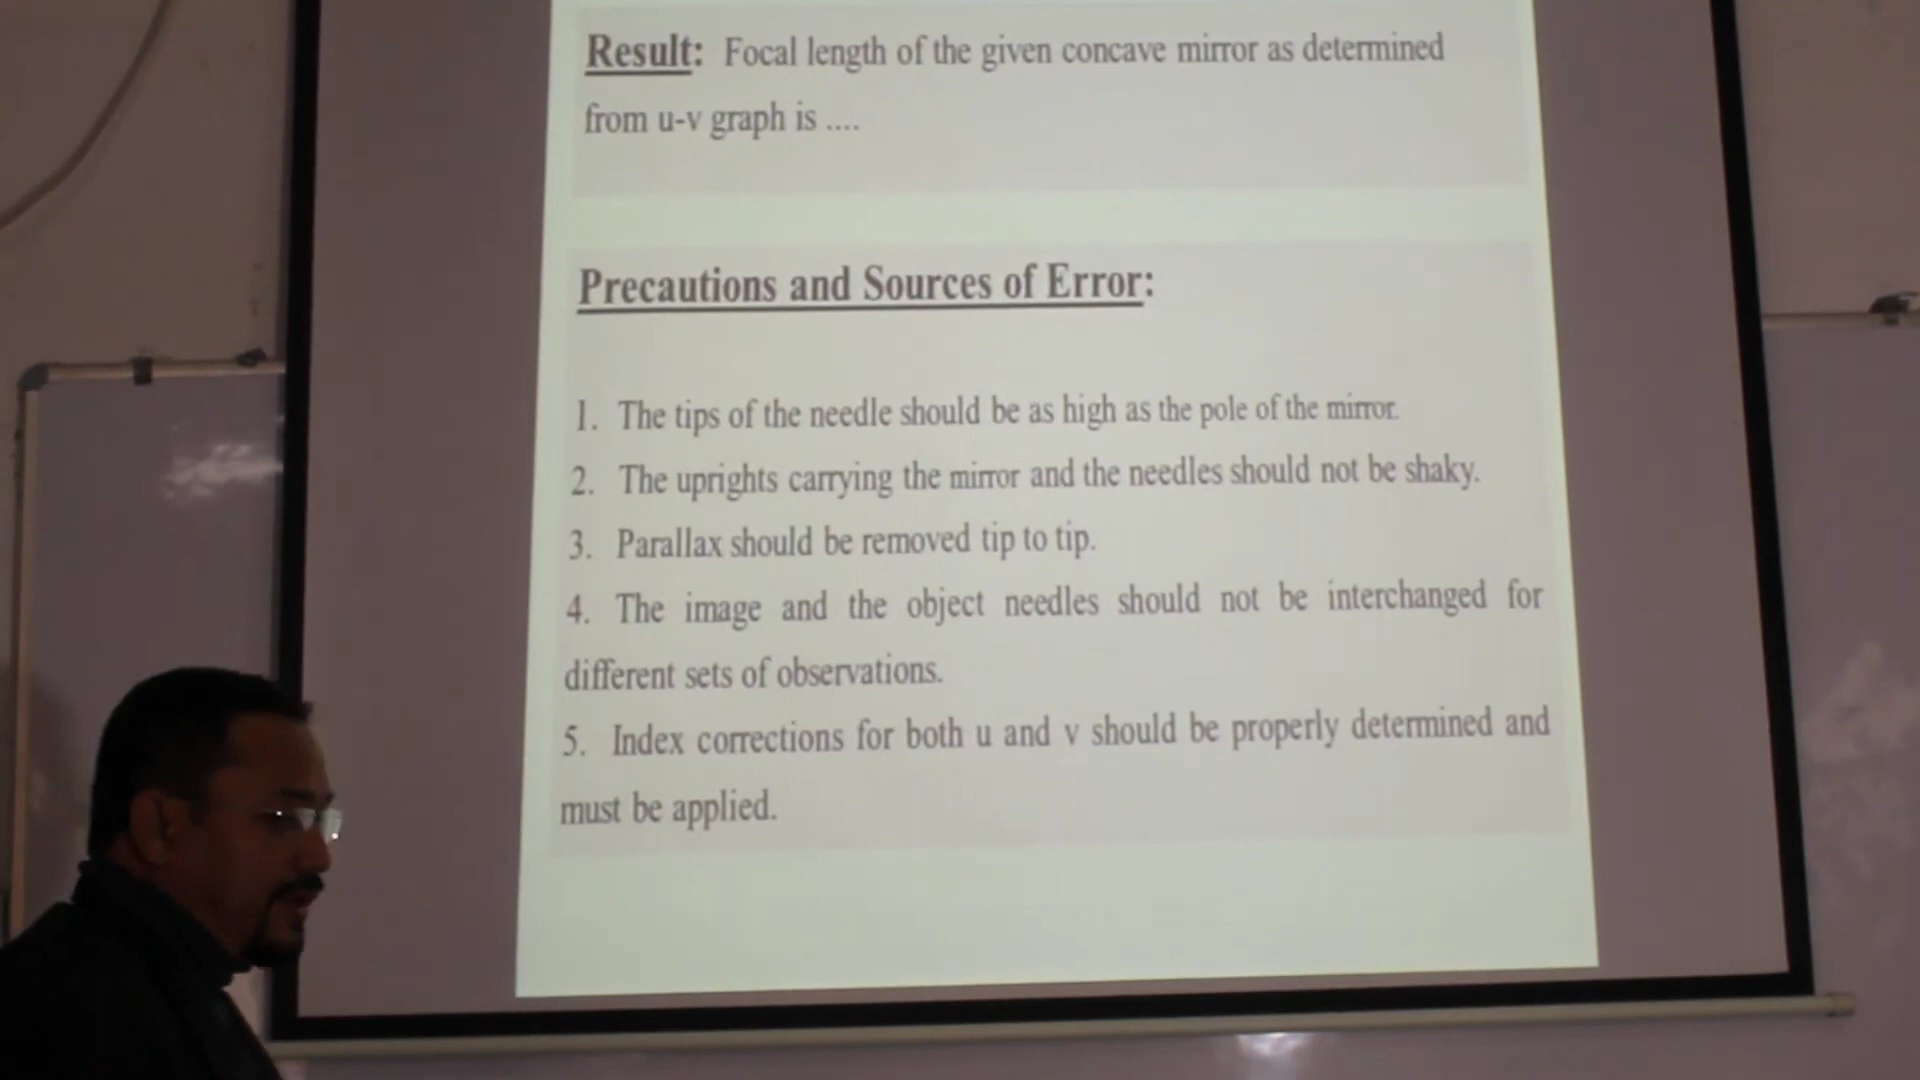 Result: Focal length of the given concave mirror as determined
from u-v graph is ....
Precautions and Sources of Error:
1. The tips of the needle should be as high as the pole of the mirror.
2. The uprights carrying the mirror and the needles should not be shaky.
3. Parallax should be removed tip to tip.
4. The image and the object needles should not be interchanged for
different sets of observations.
5. Index corrections for both u and v should be properly determined and
must be applied.